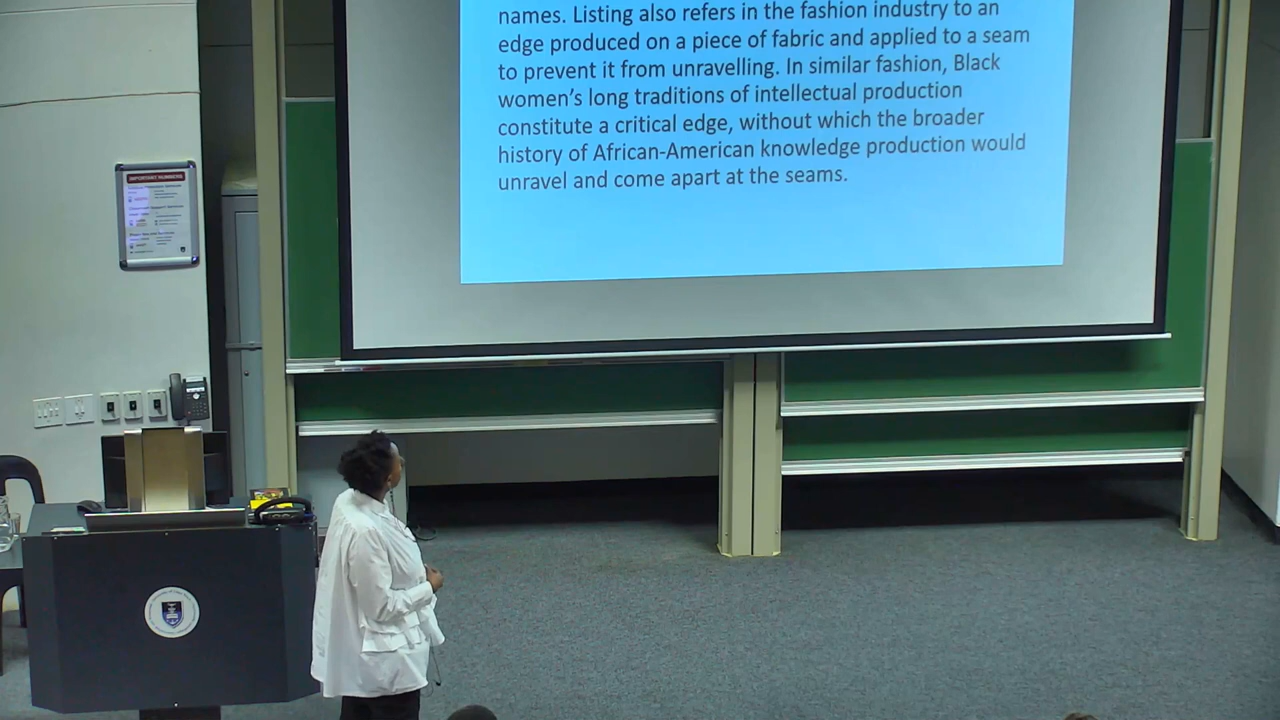 names. Listing also refers in the fashion industry to an
edge produced on a piece of fabric and applied to a seam
to prevent it from unravelling. In similar fashion, Black
women's long traditions of intellectual production
constitute a critical edge, without which the broader
history of African-American knowledge production would
unravel and come apart at the seams.
IMPORTANT NUMBERS